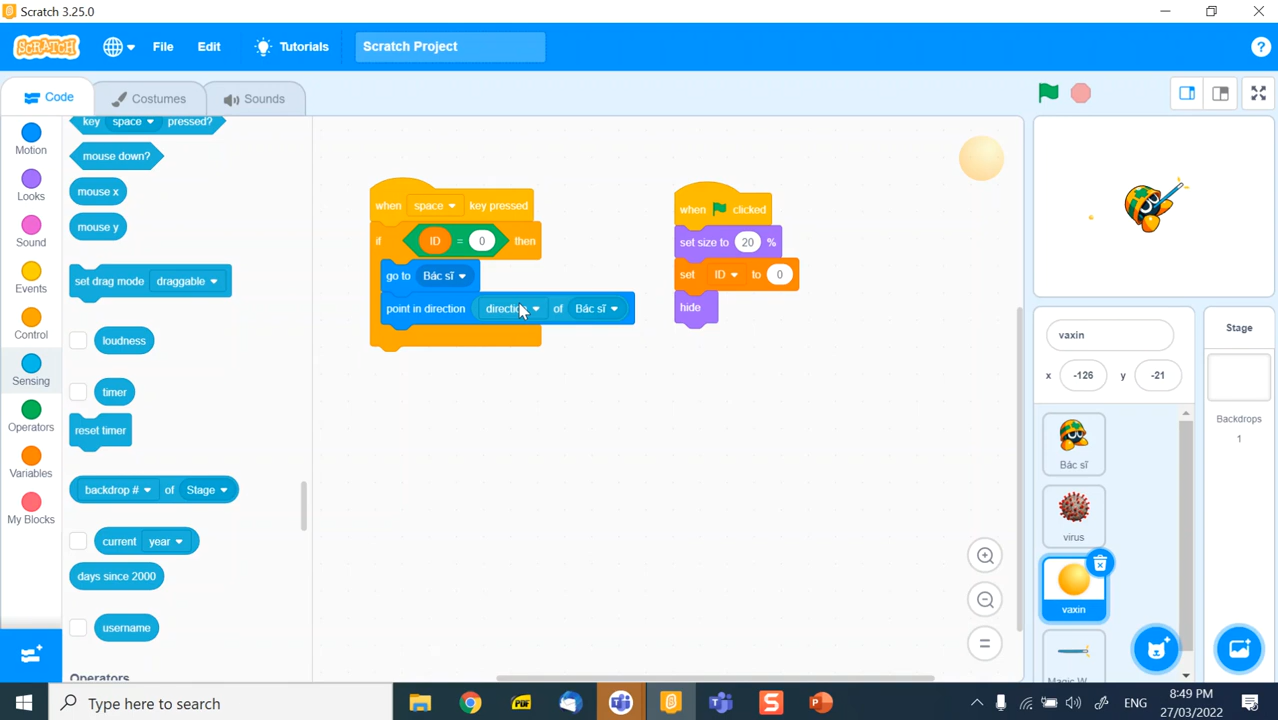 Scratch 3.25.0
SCRATCH File Edit Tutorials Scratch Project ?
Code Costumes Sounds
Motion
Looks
Sound
Events
Control
Sensing
Operators
Variables
My Blocks
key space pressed?
mouse down?
mouse x
mouse y
set drag mode draggable
loudness
timer
reset timer
backdrop # of Stage
current year
days since 2000
username
Operators
when space key pressed
if ID = 0 then
go to Bác sĩ
point in direction direction of Bác sĩ
when clicked
set size to 20 %
set ID to 0
hide
vaxin
x -126 y -21
Bác sĩ
virus
vaxin
Magic W...
Stage
Backdrops
1
Type here to search
ENG
8:49 PM
27/03/2022